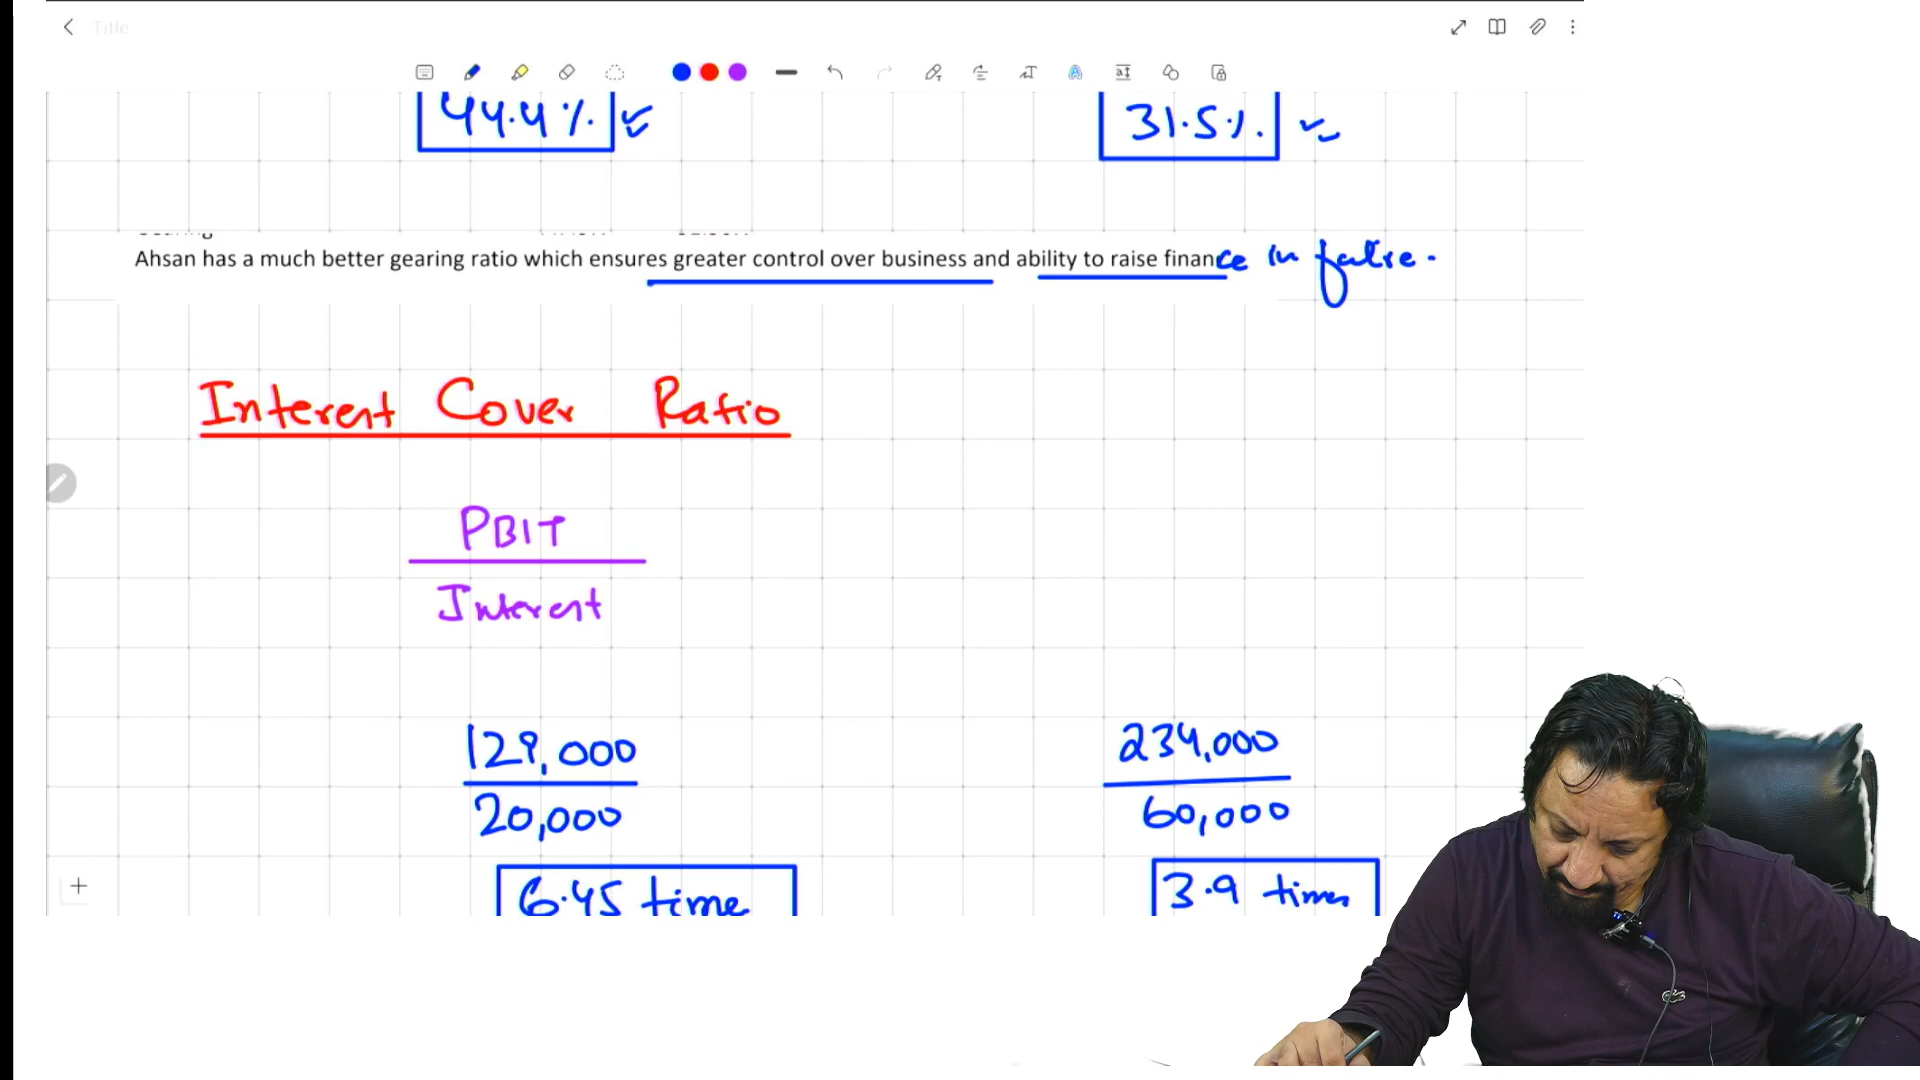 Title
44.4%.
31.5%.
Ahsan has a much better gearing ratio which ensures greater control over business and ability to raise finance in
Interest Cover Ratio
PBIT
Interest
129,000
20,000
234,000
60,000
6.45 time
3.9 times